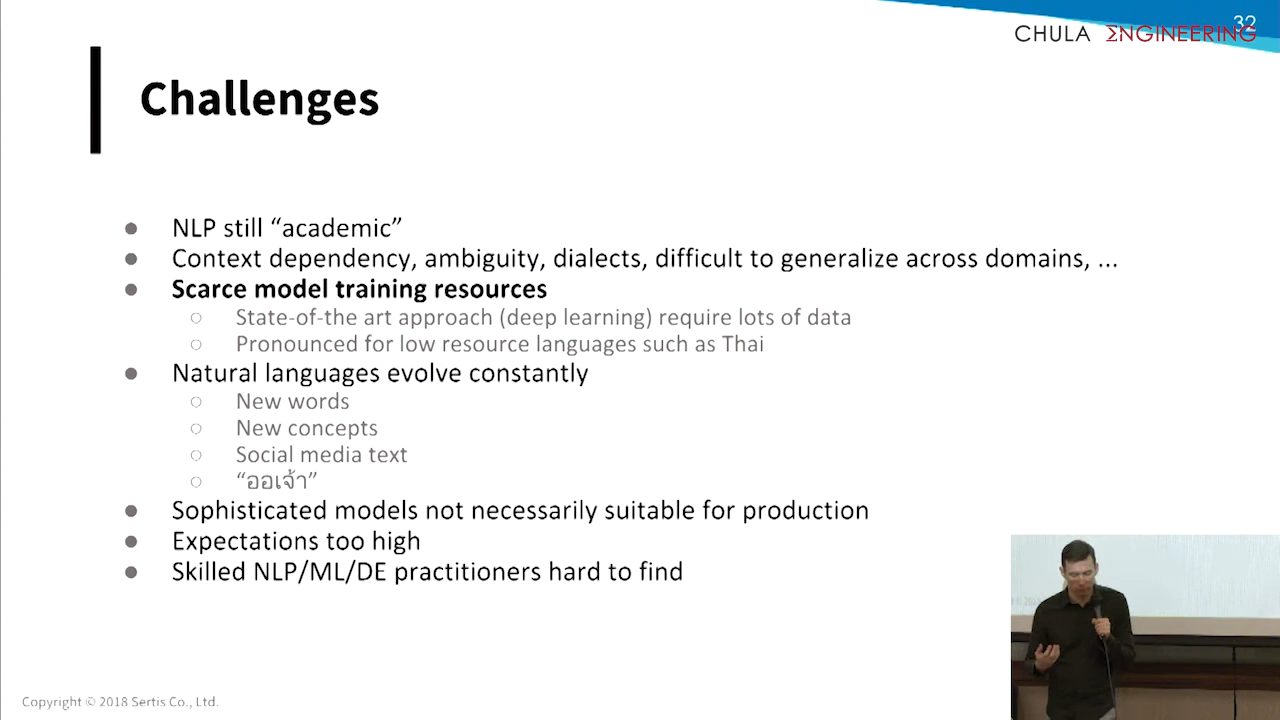 32
CHULA ΣNGINEERING
Challenges
● NLP still “academic”
● Context dependency, ambiguity, dialects, difficult to generalize across domains, ...
● Scarce model training resources
○ State-of-the art approach (deep learning) require lots of data
○ Pronounced for low resource languages such as Thai
● Natural languages evolve constantly
○ New words
○ New concepts
○ Social media text
○ “ออเจ้า”
● Sophisticated models not necessarily suitable for production
● Expectations too high
● Skilled NLP/ML/DE practitioners hard to find
Copyright © 2018 Sertis Co., Ltd.